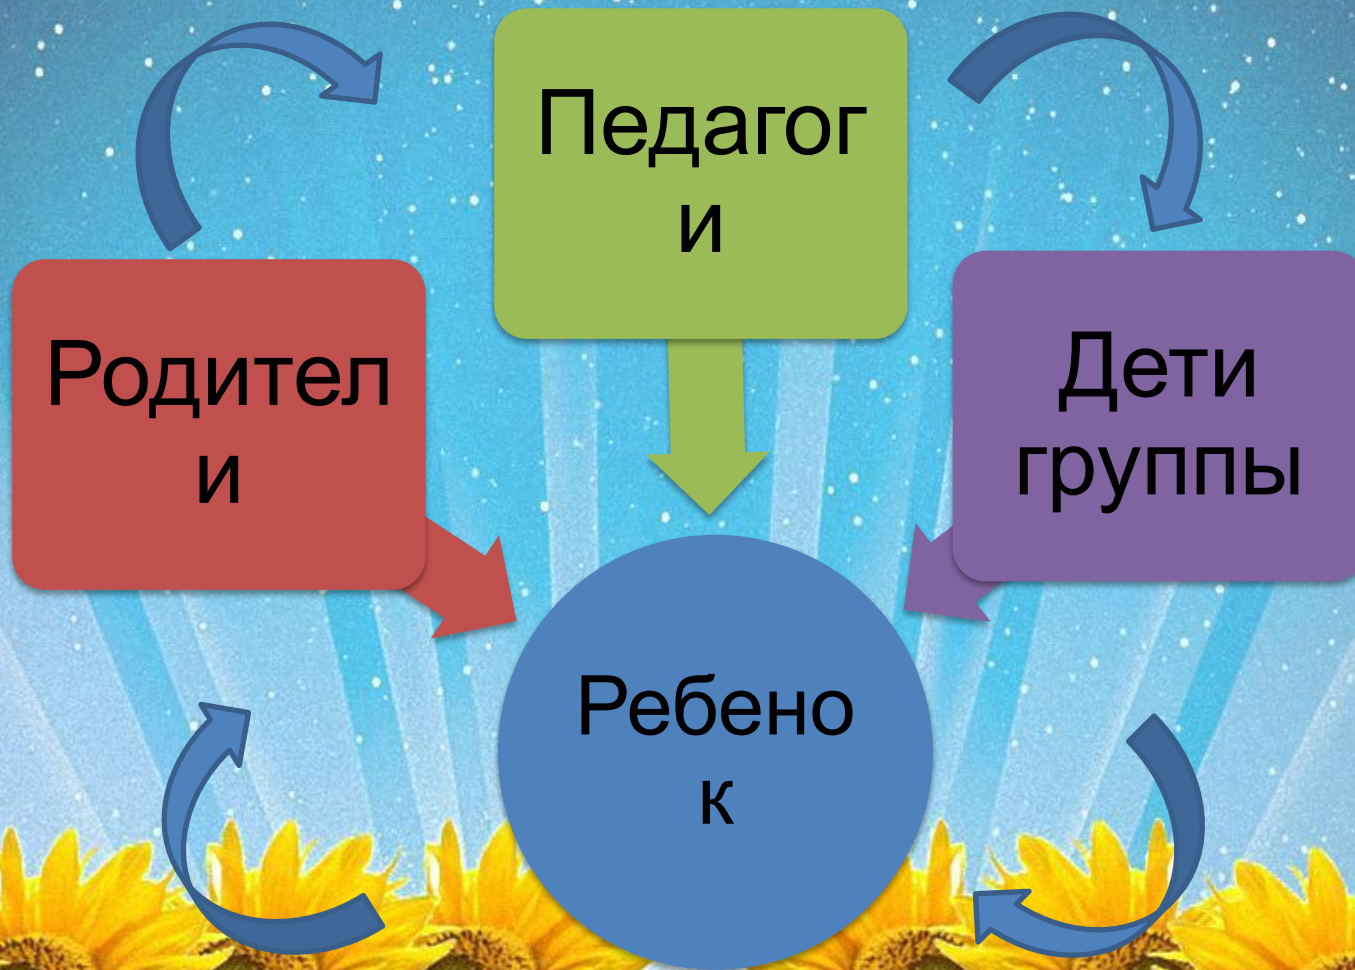 Педагог
и
Родител
и
Дети
группы
Ребено
к